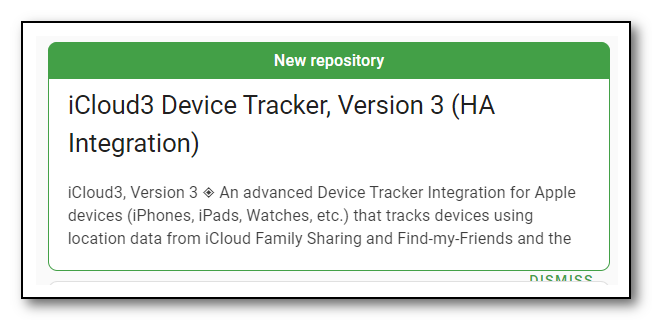 New repository
iCloud3 Device Tracker, Version 3 (HA
Integration)
iCloud3, Version 3 ◈ An advanced Device Tracker Integration for Apple
devices (iPhones, iPads, Watches, etc.) that tracks devices using
location data from iCloud Family Sharing and Find-my-Friends and the
DISMISS